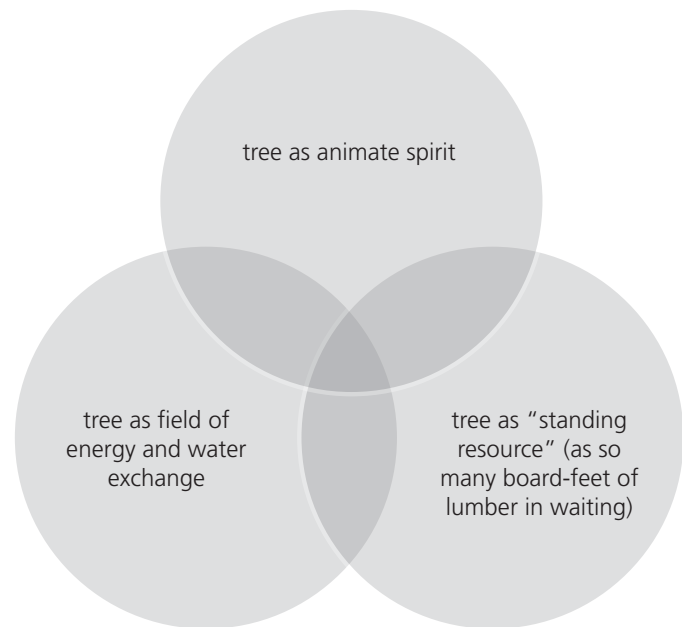 tree as animate spirit
tree as field of
energy and water
exchange
tree as “standing
resource” (as so
many board-feet of
lumber in waiting)